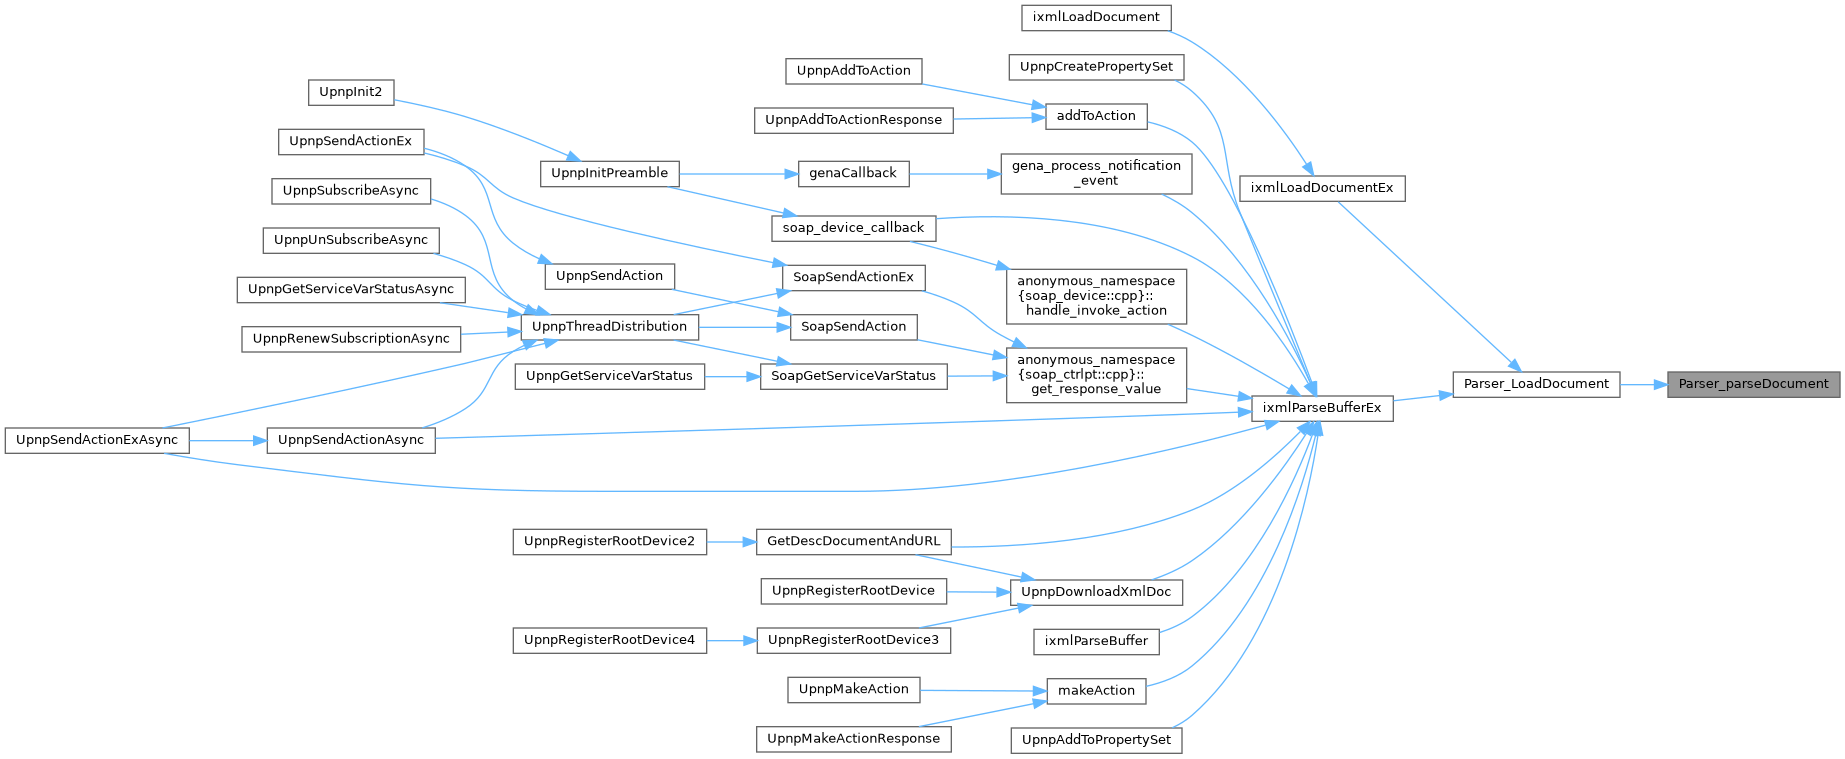 ixmlLoadDocument
UpnpCreatePropertySet
UpnpAddToAction
UpnpInit2
addToAction
UpnpAddToActionResponse
UpnpSendActionEx
gena_process_notification
_event
UpnpInitPreamble
genaCallback
ixmlLoadDocumentEx
UpnpSubscribeAsync
soap_device_callback
UpnpUnSubscribeAsync
UpnpSendAction
SoapSendActionEx
anonymous_namespace
{soap_device::cpp}::
handle_invoke_action
UpnpGetServiceVarStatusAsync
UpnpThreadDistribution
SoapSendAction
UpnpRenewSubscriptionAsync
anonymous_namespace
{soap_ctrlpt::cpp}::
get_response_value
UpnpGetServiceVarStatus
SoapGetServiceVarStatus
Parser_LoadDocument
Parser_parseDocument
ixmlParseBufferEx
UpnpSendActionExAsync
UpnpSendActionAsync
UpnpRegisterRootDevice2
GetDescDocumentAndURL
UpnpRegisterRootDevice
UpnpDownloadXmlDoc
UpnpRegisterRootDevice4
UpnpRegisterRootDevice3
ixmlParseBuffer
UpnpMakeAction
makeAction
UpnpMakeActionResponse
UpnpAddToPropertySet